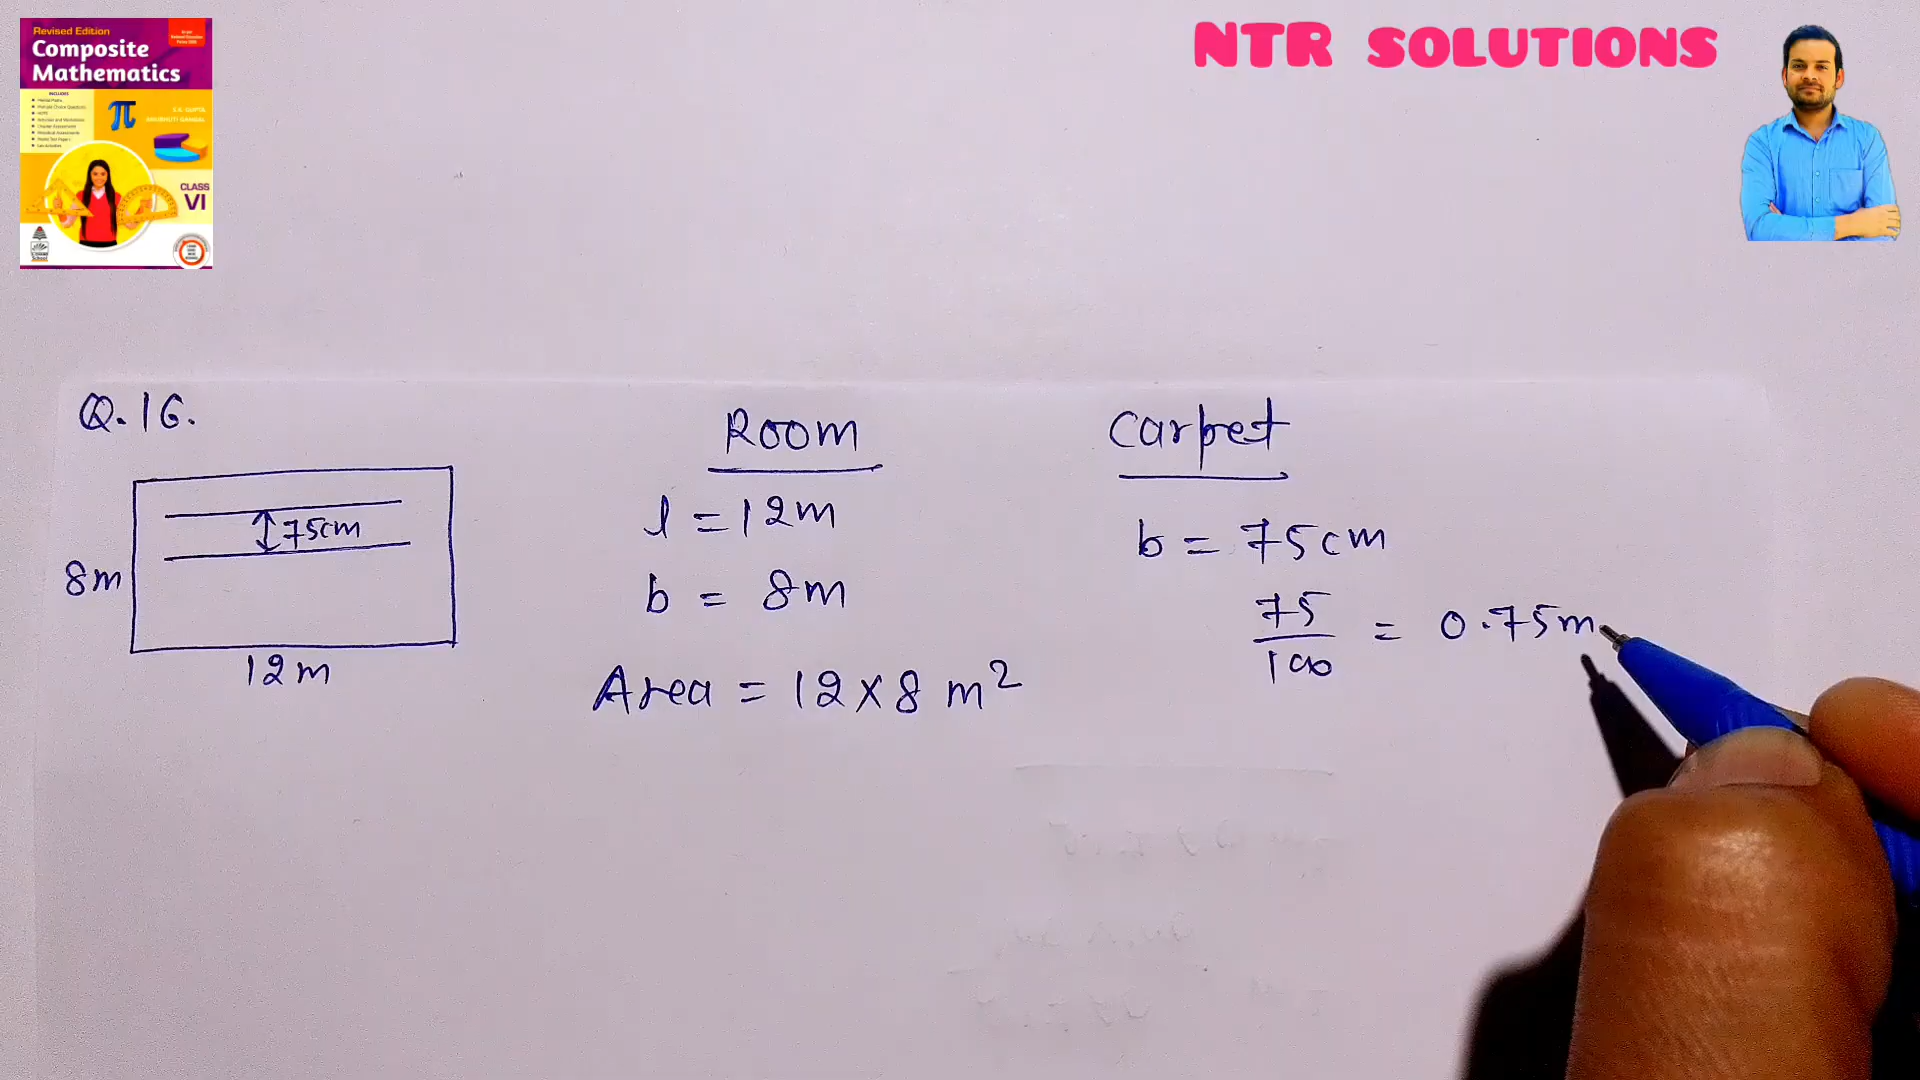 Revised Edition
Composite
Mathematics
INCLUDES
π
CLASS
VI
NTR SOLUTIONS
Q.16.
75cm
8m
12m
Room
l = 12m
b = 8m
Area = 12 x 8 m²
Carpet
b = 75cm
75
100
= 0.75m